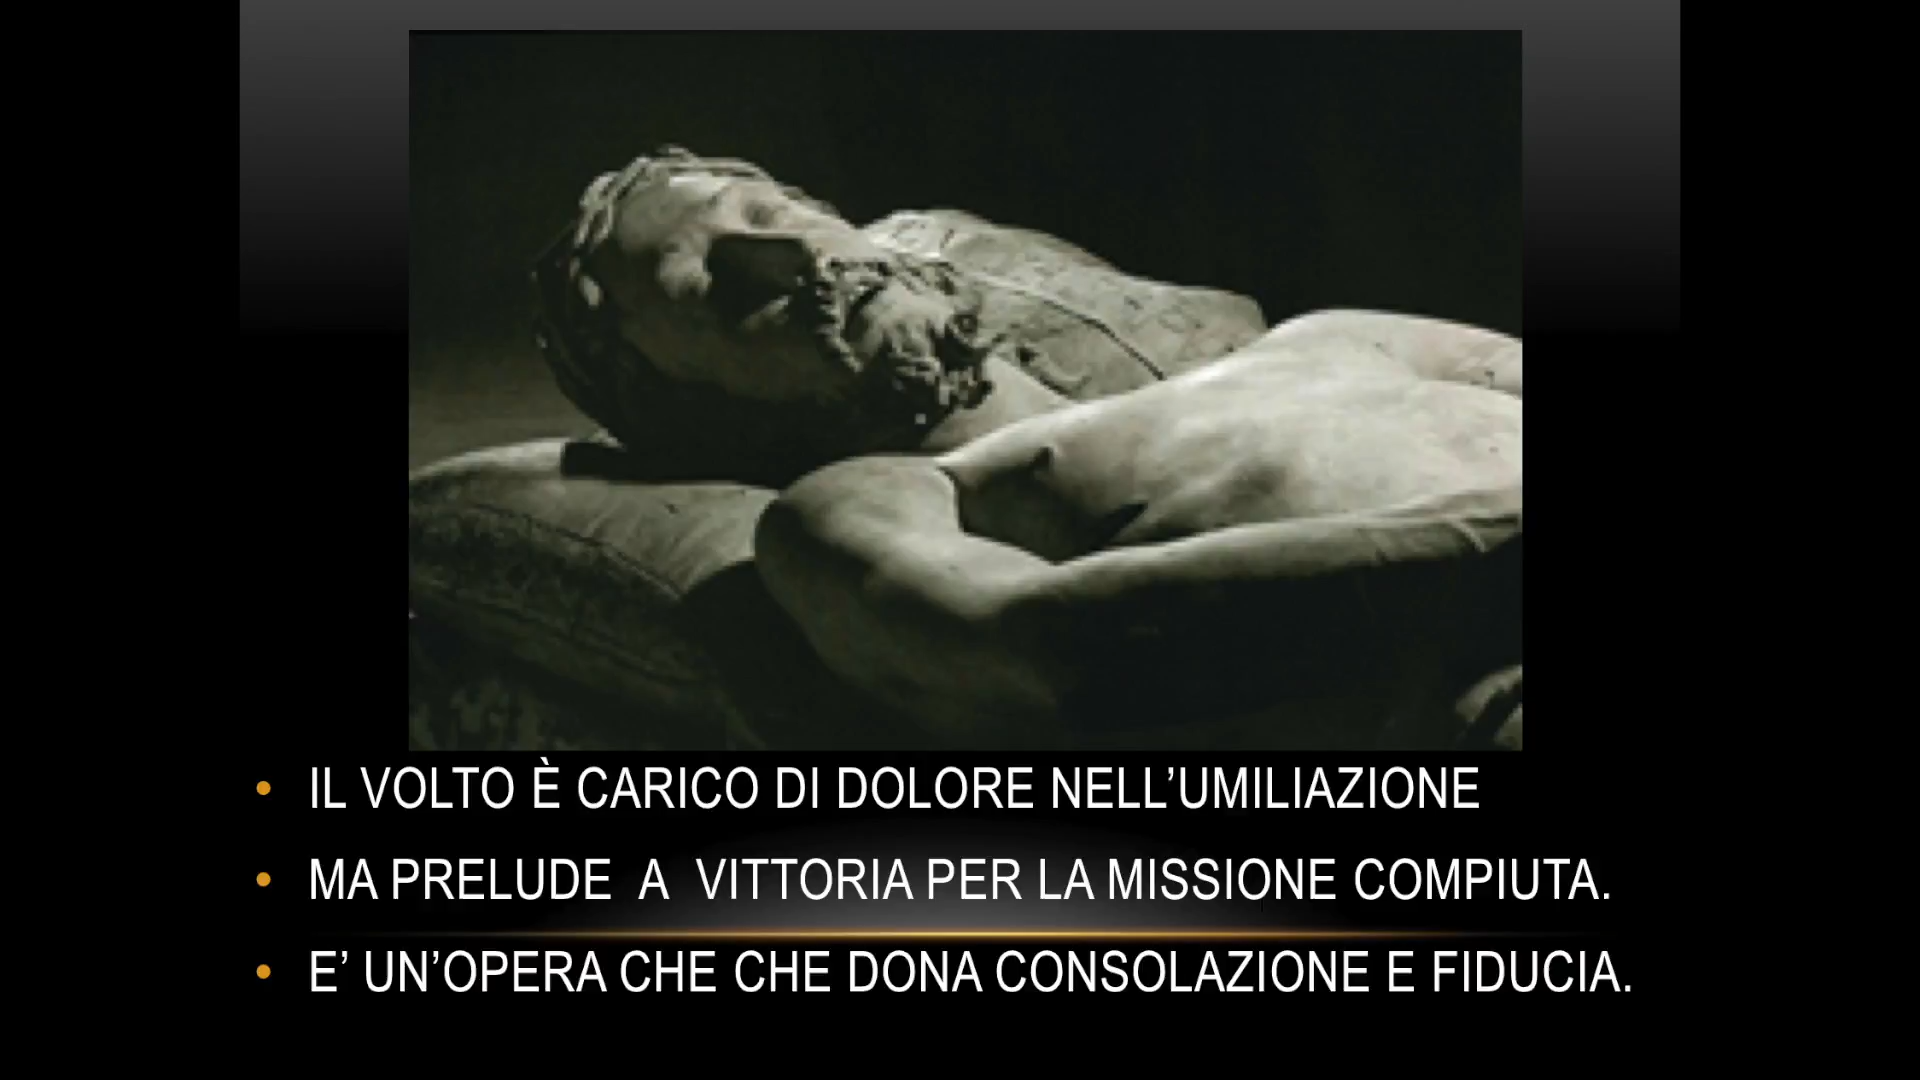 IL VOLTO È CARICO DI DOLORE NELL’UMILIAZIONE
MA PRELUDE A VITTORIA PER LA MISSIONE COMPIUTA.
E’ UN’OPERA CHE CHE DONA CONSOLAZIONE E FIDUCIA.